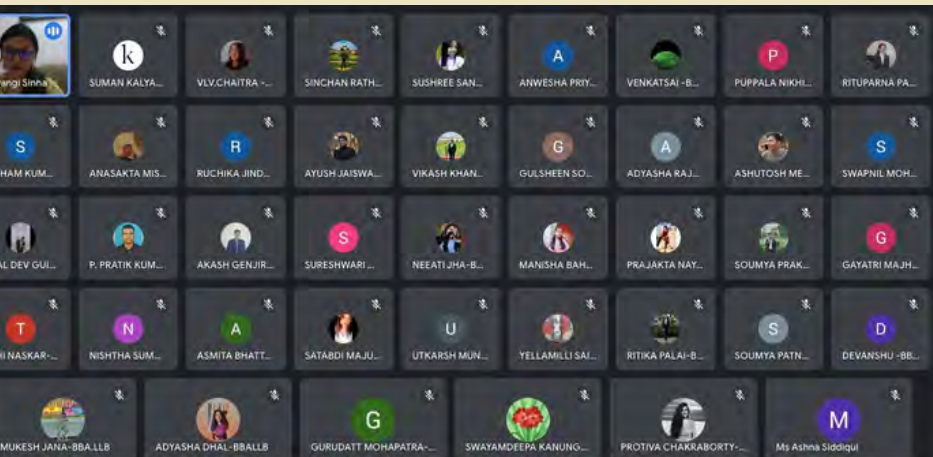 angi Sinha
k
SUMAN KALYA...
VLV.CHAITRA -...
SINCHAN RATH...
SUSHREE SAN...
A
ANWESHA PRIY...
VENKATSAI -B...
P
PUPPALA NIKHI...
RITUPARNA PA...
S
HAM KUM...
ANASAKTA MIS...
R
RUCHIKA JIND...
AYUSH JAISWA...
VIKASH KHAN...
G
GULSHEEN SO...
A
ADYASHA RAJ...
ASHUTOSH ME...
S
SWAPNIL MOH...
AL DEV GUI...
P. PRATIK KUM...
AKASH GENJIR...
S
SURESHWARI ...
NEEATI JHA-B...
MANISHA BAH...
PRAJAKTA NAY...
SOUMYA PRAK...
G
GAYATRI MAJH...
T
HI NASKAR-...
N
NISHTHA SUM...
A
ASMITA BHATT...
SATABDI MAJU...
U
UTKARSH MUN...
YELLAMILLI SAI...
RITIKA PALAI-B...
S
SOUMYA PATN...
D
DEVANSHU -BB...
MUKESH JANA-BBA.LLB
ADYASHA DHAL-BBALLB
G
GURUDATT MOHAPATRA-...
SWAYAMDEEPA KANUNG...
PROTIVA CHAKRABORTY-...
M
Ms Ashna Siddiqui